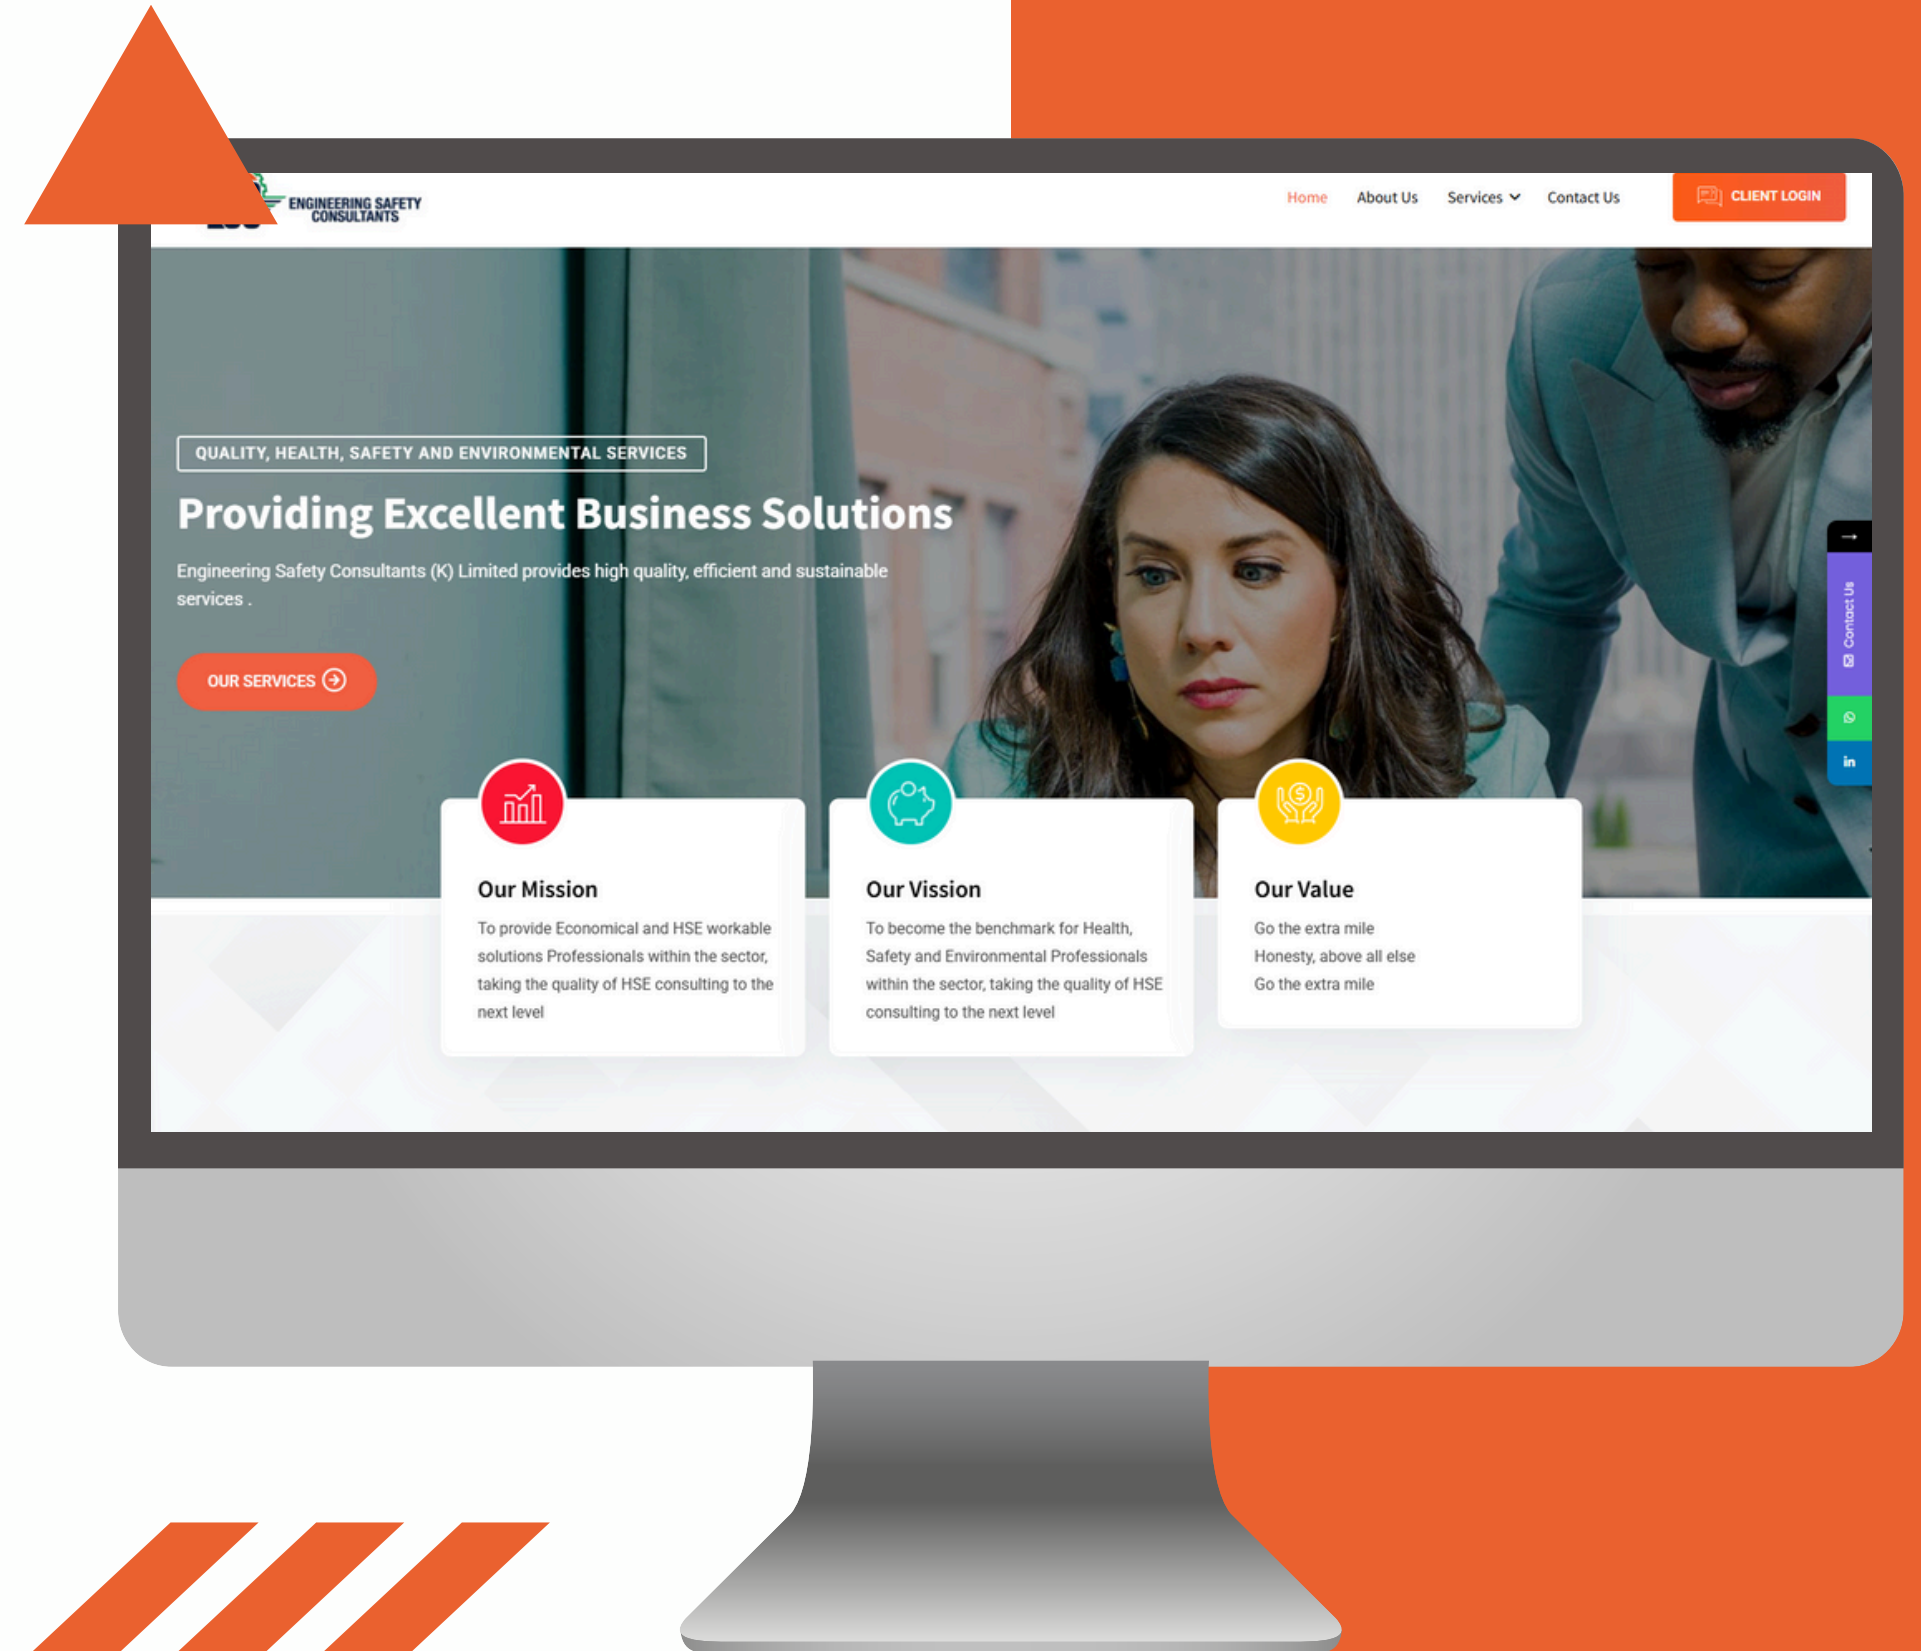 ENGINEERING SAFETY
CONSULTANTS
Home About Us Services Contact Us CLIENT LOGIN
QUALITY, HEALTH, SAFETY AND ENVIRONMENTAL SERVICES
Providing Excellent Business Solutions
Engineering Safety Consultants (K) Limited provides high quality, efficient and sustainable
services .
OUR SERVICES
Contact Us
in
Our Mission
To provide Economical and HSE workable
solutions Professionals within the sector,
taking the quality of HSE consulting to the
next level
Our Vission
To become the benchmark for Health,
Safety and Environmental Professionals
within the sector, taking the quality of HSE
consulting to the next level
Our Value
Go the extra mile
Honesty, above all else
Go the extra mile